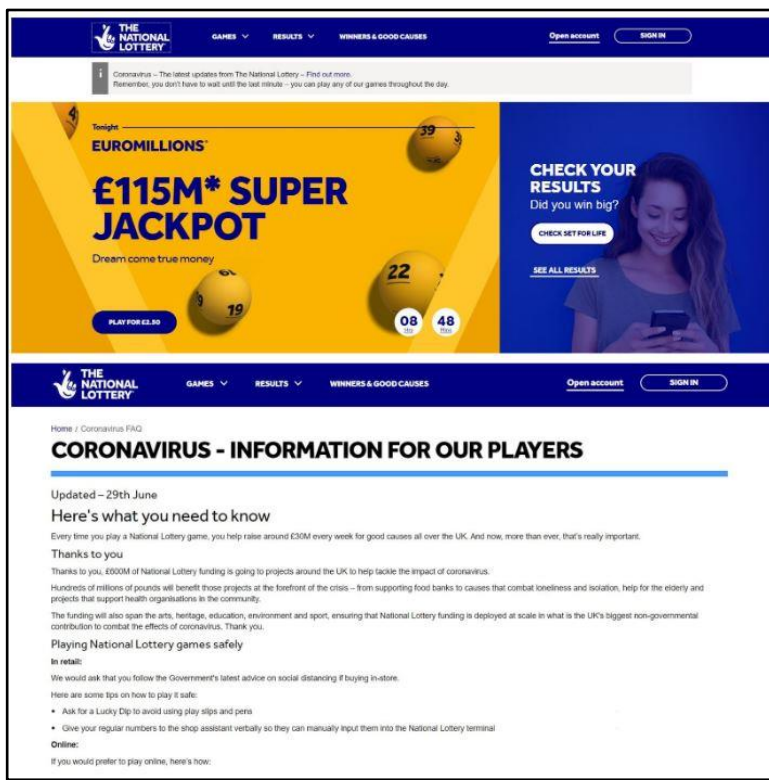 THE
NATIONAL
LOTTERY
GAMES RESULTS WINNERS & GOOD CAUSES Open account SIGN IN
i
Coronavirus – The latest updates from The National Lottery – Find out more.
Remember, you don't have to wait until the last minute – you can play any of our games throughout the day.
Tonight
EUROMILLIONS
£115M* SUPER
JACKPOT
Dream come true money
PLAY FOR £2.50
39
22
19
08
Hrs
48
Mins
CHECK YOUR
RESULTS
Did you win big?
CHECK SET FOR LIFE
SEE ALL RESULTS
THE
NATIONAL
LOTTERY
GAMES RESULTS WINNERS & GOOD CAUSES Open account SIGN IN
Home / Coronavirus FAQ
CORONAVIRUS - INFORMATION FOR OUR PLAYERS
Updated – 29th June
Here's what you need to know
Every time you play a National Lottery game, you help raise around £30M every week for good causes all over the UK. And now, more than ever, that's really important.
Thanks to you
Thanks to you, £600M of National Lottery funding is going to projects around the UK to help tackle the impact of coronavirus.
Hundreds of millions of pounds will benefit those projects at the forefront of the crisis – from supporting food banks to causes that combat loneliness and isolation, help for the elderly and
projects that support health organisations in the community.
The funding will also span the arts, heritage, education, environment and sport, ensuring that National Lottery funding is deployed at scale in what is the UK's biggest non-governmental
contribution to combat the effects of coronavirus. Thank you.
Playing National Lottery games safely
In retail:
We would ask that you follow the Government's latest advice on social distancing if buying in-store.
Here are some tips on how to play it safe:
• Ask for a Lucky Dip to avoid using play slips and pens
• Give your regular numbers to the shop assistant verbally so they can manually input them into the National Lottery terminal
Online:
If you would prefer to play online, here's how: